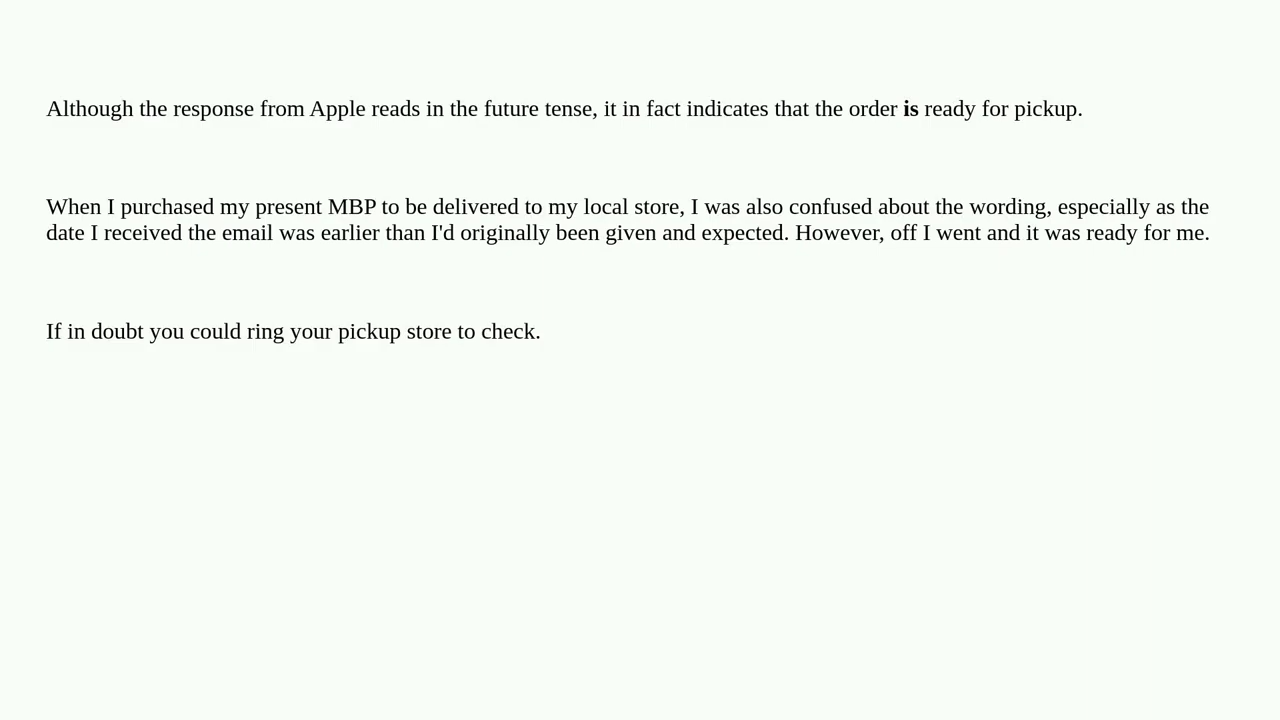 Although the response from Apple reads in the future tense, it in fact indicates that the order is ready for pickup.
When I purchased my present MBP to be delivered to my local store, I was also confused about the wording, especially as the
date I received the email was earlier than I'd originally been given and expected. However, off I went and it was ready for me.
If in doubt you could ring your pickup store to check.